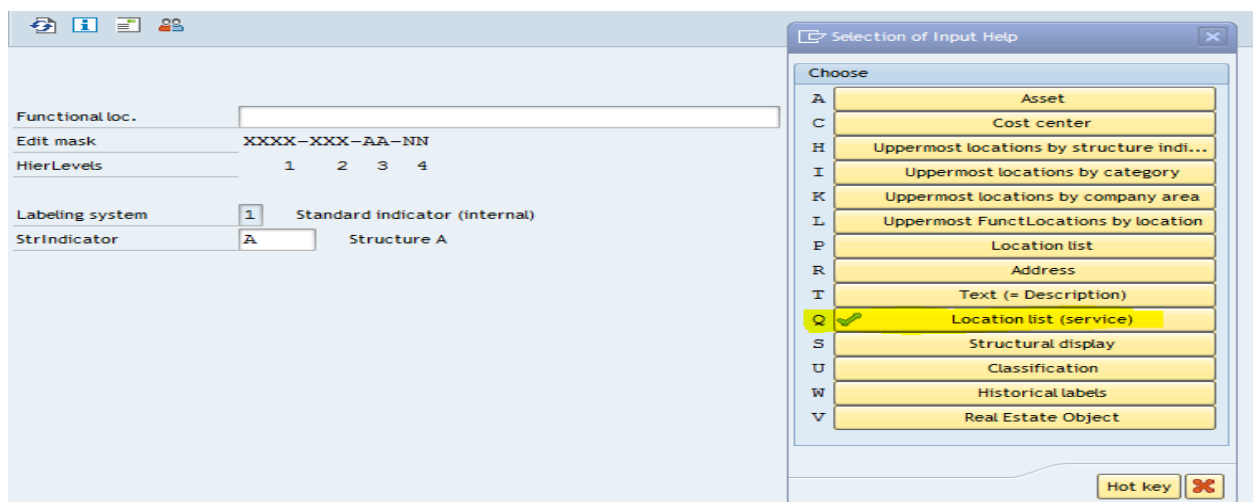 Functional loc.
Edit mask XXXX-XXX-AA-NN
HierLevels 1 2 3 4
Labeling system 1 Standard indicator (internal)
StrIndicator A Structure A
Selection of Input Help
Choose
A Asset
C Cost center
H Uppermost locations by structure indi...
I Uppermost locations by category
K Uppermost locations by company area
L Uppermost FunctLocations by location
P Location list
R Address
T Text (= Description)
Q Location list (service)
S Structural display
U Classification
W Historical labels
V Real Estate Object
Hot key